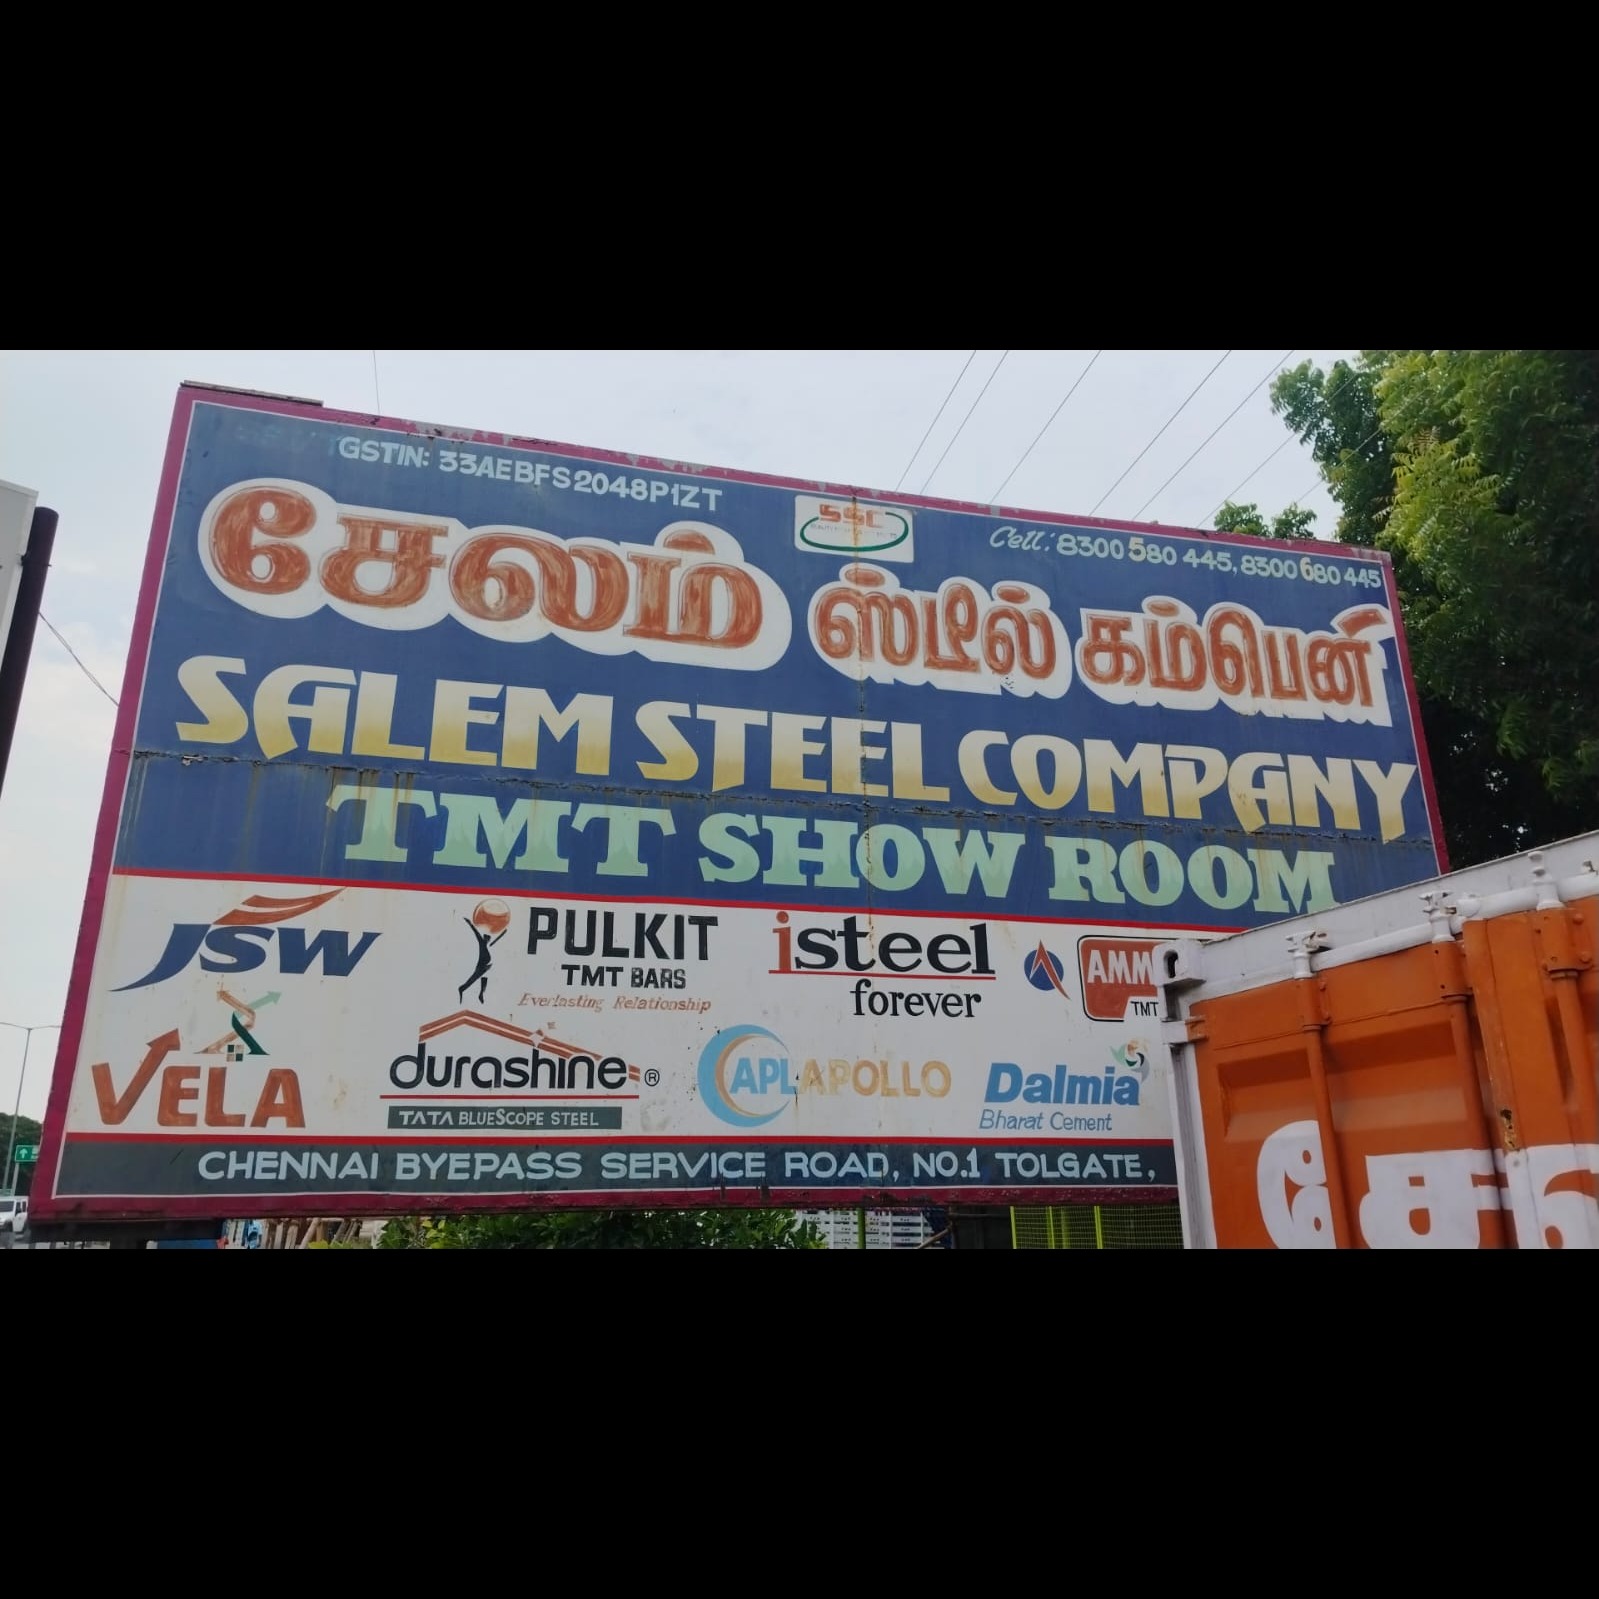 GSTIN: 33AEBFS2048P1ZT
SSC
Cell: 8300 580 445, 8300 680 445
சேலம் ஸ்டீல் கம்பெனி
SALEM STEEL COMPANY
TMT SHOW ROOM
JSW
PULKIT
TMT BARS
Everlasting Relationship
isteel
forever
AMM
TMT
VELA
durashine®
TATA BLUESCOPE STEEL
APL APOLLO
Dalmia
Bharat Cement
CHENNAI BYEPASS SERVICE ROAD, NO.1 TOLGATE,